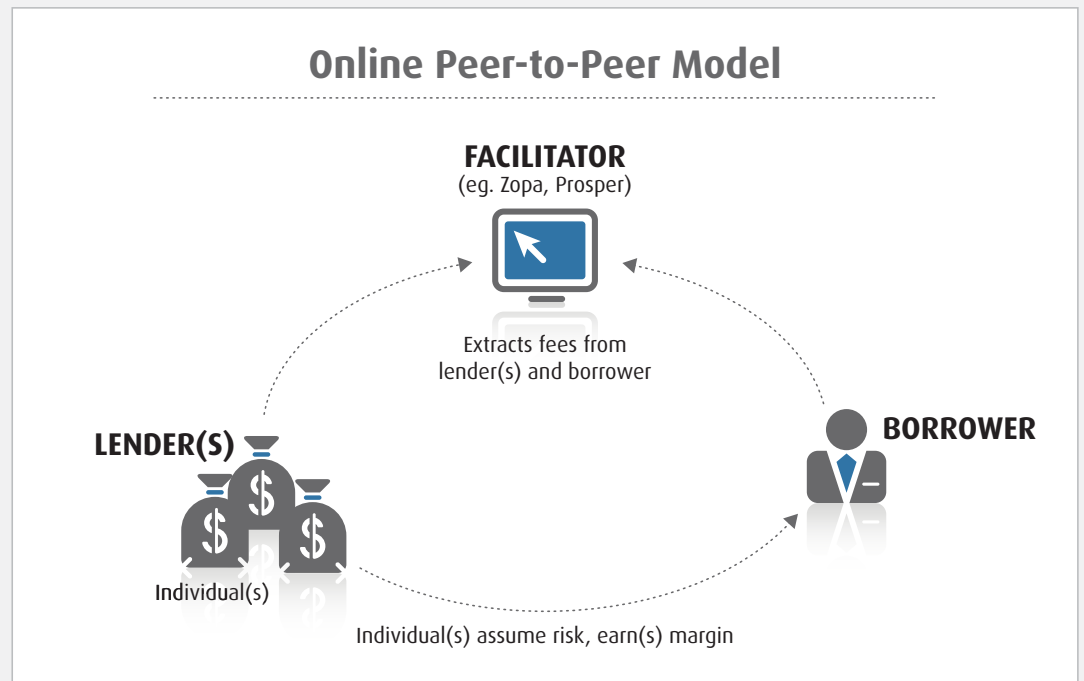 Online Peer-to-Peer Model
FACILITATOR
(eg. Zopa, Prosper)
Extracts fees from
lender(s) and borrower
LENDER(S)
BORROWER
$
$
$
Individual(s)
Individual(s) assume risk, earn(s) margin